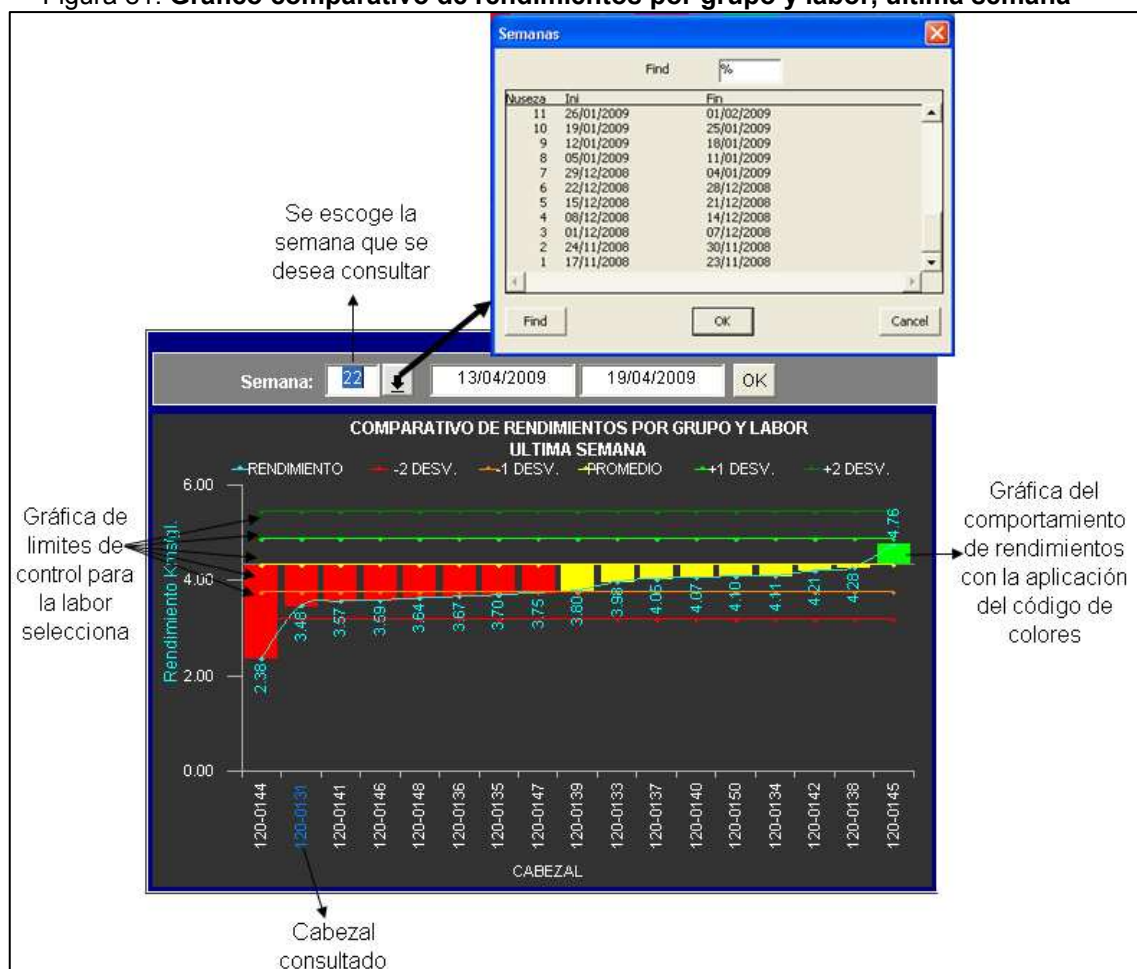 Figura 81. Gráfico comparativo de rendimientos por grupo y labor, última semana
Semanas
Find %
Nuseza Ini Fin
11 26/01/2009 01/02/2009
10 19/01/2009 25/01/2009
9 12/01/2009 18/01/2009
8 05/01/2009 11/01/2009
7 29/12/2008 04/01/2009
6 22/12/2008 28/12/2008
5 15/12/2008 21/12/2008
4 08/12/2008 14/12/2008
3 01/12/2008 07/12/2008
2 24/11/2008 30/11/2008
1 17/11/2008 23/11/2008
Find OK Cancel
Se escoge la
semana que se
desea consultar
Semana: 22 13/04/2009 19/04/2009 OK
COMPARATIVO DE RENDIMIENTOS POR GRUPO Y LABOR
ULTIMA SEMANA
RENDIMIENTO -2 DESV. -1 DESV. PROMEDIO +1 DESV. +2 DESV.
Gráfica de
limites de
control para
la labor
selecciona
Rendimiento Kms/gl.
6.00
4.00
2.00
0.00
2.38
3.48
3.57
3.59
3.64
3.67
3.70
3.75
3.80
3.98
4.05
4.07
4.10
4.11
4.21
4.28
4.76
120-0144
120-0131
120-0141
120-0146
120-0148
120-0136
120-0135
120-0147
120-0139
120-0133
120-0137
120-0140
120-0150
120-0134
120-0142
120-0138
120-0145
CABEZAL
Gráfica del
comportamiento
de rendimientos
con la aplicación
del código de
colores
Cabezal
consultado